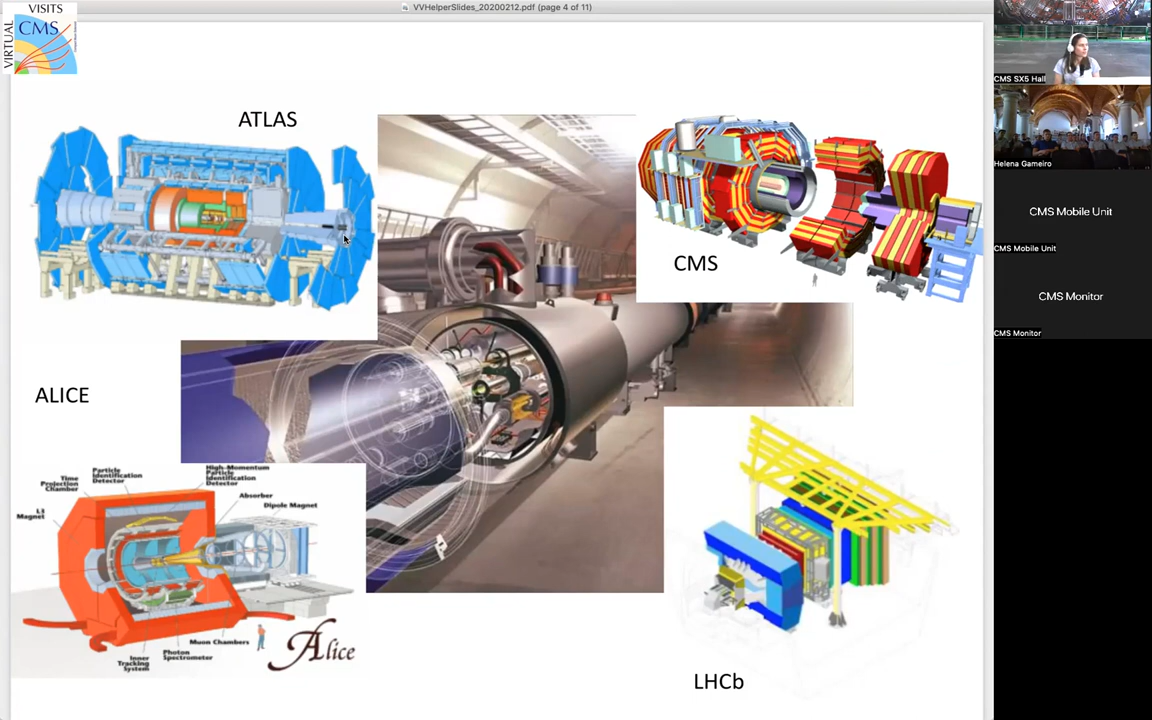 VVHelperSlides_20200212.pdf (page 4 of 11)
VIRTUAL
VISITS
CMS
ATLAS
CMS
ALICE
Time
Projection
Chamber
Particle
Identification
Detector
High-Momentum
Particle
Identification
Detector
Absorber
Dipole Magnet
L3
Magnet
Muon Chambers
Photon
Spectrometer
Inner
Tracking
System
Alice
LHCb
CMS SX5 Hall
Helena Gameiro
CMS Mobile Unit
CMS Mobile Unit
CMS Monitor
CMS Monitor